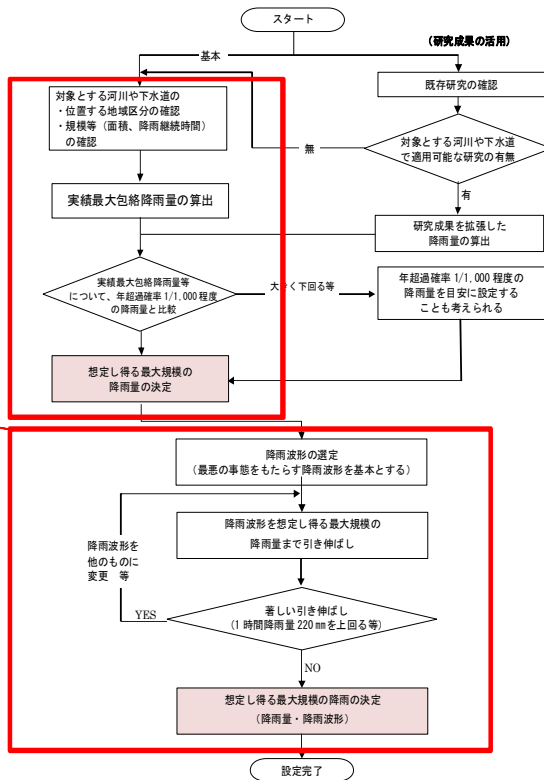 スタート
基本
(研究成果の活用)
既存研究の確認
対象とする河川や下水道の
・位置する地域区分の確認
・規模等（面積、降雨継続時間）
の確認
対象とする河川や下水道
で適用可能な研究の有無
無
有
実績最大包絡降雨量の算出
研究成果を拡張した
降雨量の算出
実績最大包絡降雨量等
について、年超過確率 1/1,000 程度
の降雨量と比較
大きく下回る等
年超過確率 1/1,000 程度の
降雨量を目安に設定する
ことも考えられる
想定し得る最大規模の
降雨量の決定
降雨波形の選定
（最悪の事態をもたらす降雨波形を基本とする）
降雨波形を想定し得る最大規模の
降雨量まで引き伸ばし
降雨波形を
他のものに
変更　等
著しい引き伸ばし
(1 時間降雨量 220 ㎜を上回る等)
YES
NO
想定し得る最大規模の降雨の決定
（降雨量・降雨波形）
設定完了